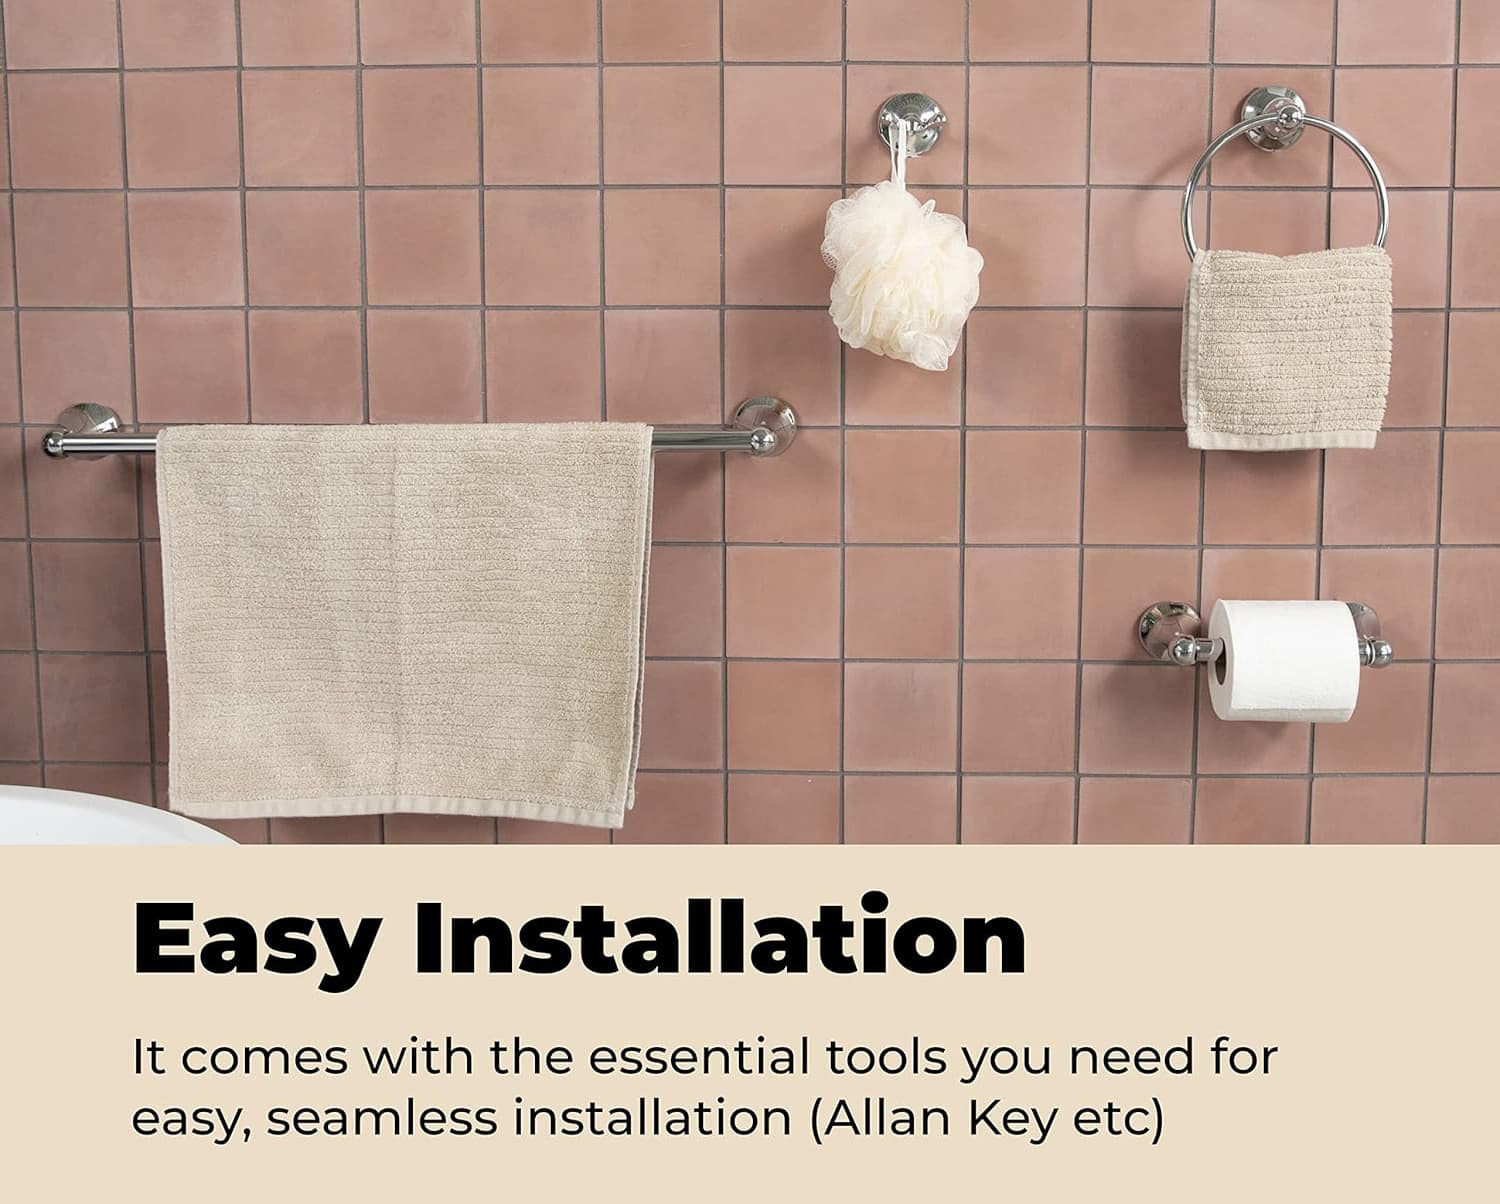 Easy Installation
It comes with the essential tools you need for
easy, seamless installation (Allan Key etc)